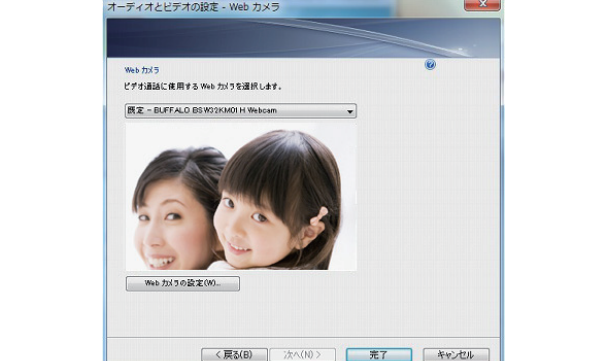 オーディオとビデオの設定 - Web カメラ
Web カメラ
ビデオ通話に使用する Web カメラを選択します。
既定 - BUFFALO BSW32KM01H Webcam
Web カメラの設定(W)...
< 戻る(B)
次へ(N) >
完了
キャンセル